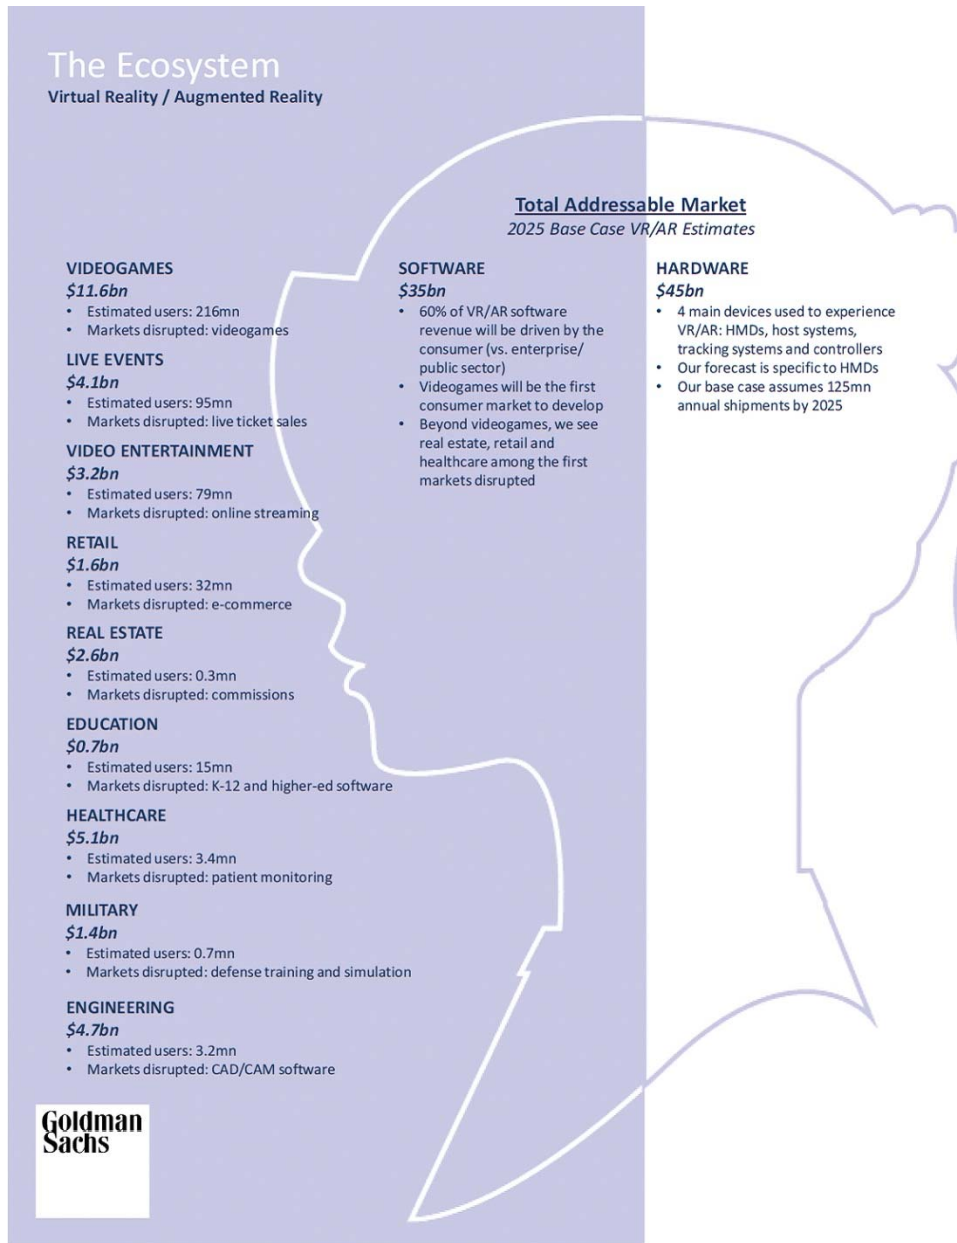 The Ecosystem
Virtual Reality / Augmented Reality
Total Addressable Market
2025 Base Case VR/AR Estimates
VIDEOGAMES
$11.6bn
• Estimated users: 216mn
• Markets disrupted: videogames
LIVE EVENTS
$4.1bn
• Estimated users: 95mn
• Markets disrupted: live ticket sales
VIDEO ENTERTAINMENT
$3.2bn
• Estimated users: 79mn
• Markets disrupted: online streaming
RETAIL
$1.6bn
• Estimated users: 32mn
• Markets disrupted: e-commerce
REAL ESTATE
$2.6bn
• Estimated users: 0.3mn
• Markets disrupted: commissions
EDUCATION
$0.7bn
• Estimated users: 15mn
• Markets disrupted: K-12 and higher-ed software
HEALTHCARE
$5.1bn
• Estimated users: 3.4mn
• Markets disrupted: patient monitoring
MILITARY
$1.4bn
• Estimated users: 0.7mn
• Markets disrupted: defense training and simulation
ENGINEERING
$4.7bn
• Estimated users: 3.2mn
• Markets disrupted: CAD/CAM software
SOFTWARE
$35bn
• 60% of VR/AR software
revenue will be driven by the
consumer (vs. enterprise/
public sector)
• Videogames will be the first
consumer market to develop
• Beyond videogames, we see
real estate, retail and
healthcare among the first
markets disrupted
HARDWARE
$45bn
• 4 main devices used to experience
VR/AR: HMDs, host systems,
tracking systems and controllers
• Our forecast is specific to HMDs
• Our base case assumes 125mn
annual shipments by 2025
Goldman
Sachs